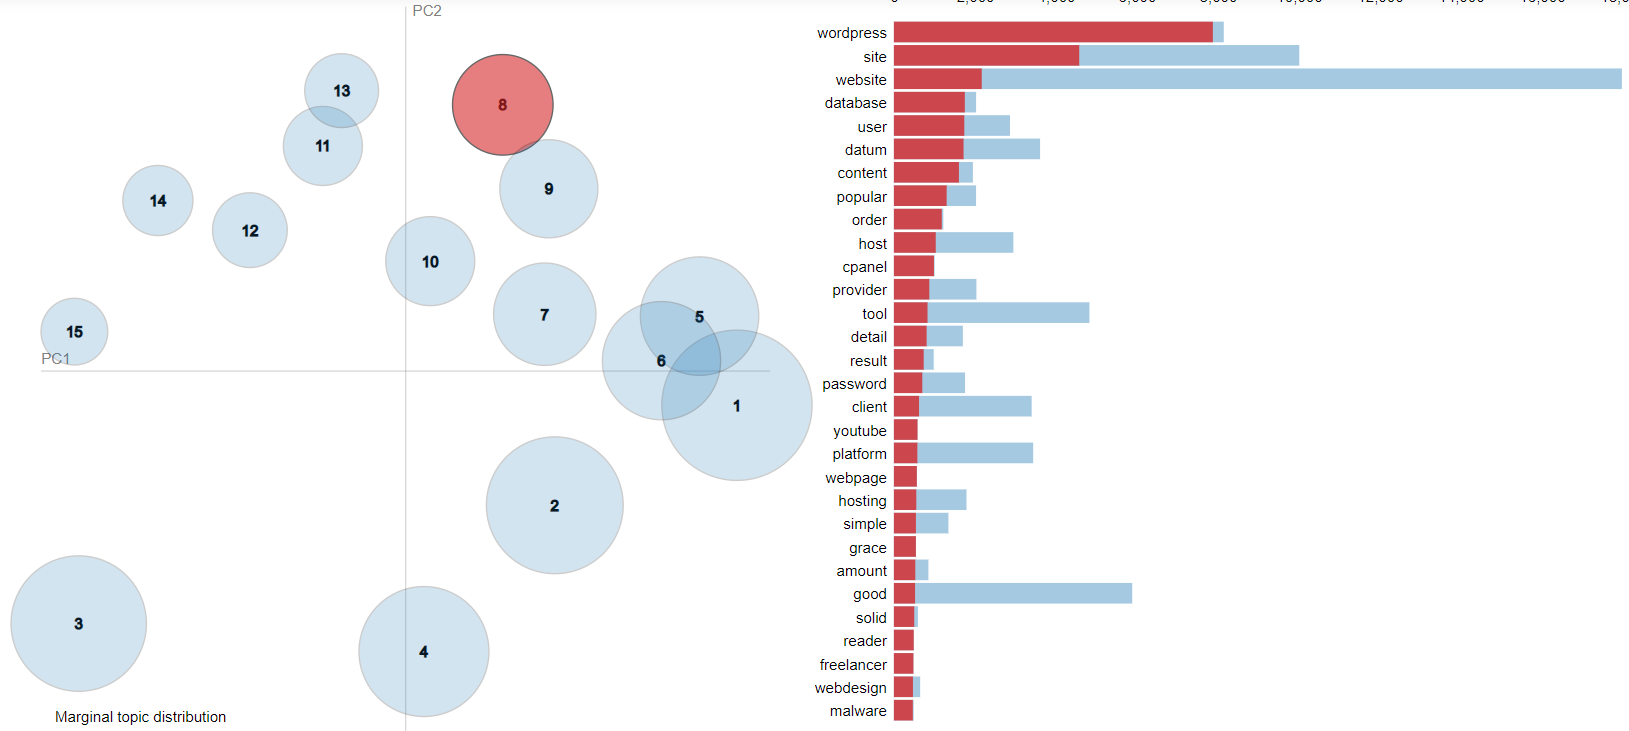 PC2
13
8
11
9
14
12
10
7
5
15
PC1
6
1
2
3
4
Marginal topic distribution
wordpress
site
website
database
user
datum
content
popular
order
host
cpanel
provider
tool
detail
result
password
client
youtube
platform
webpage
hosting
simple
grace
amount
good
solid
reader
freelancer
webdesign
malware